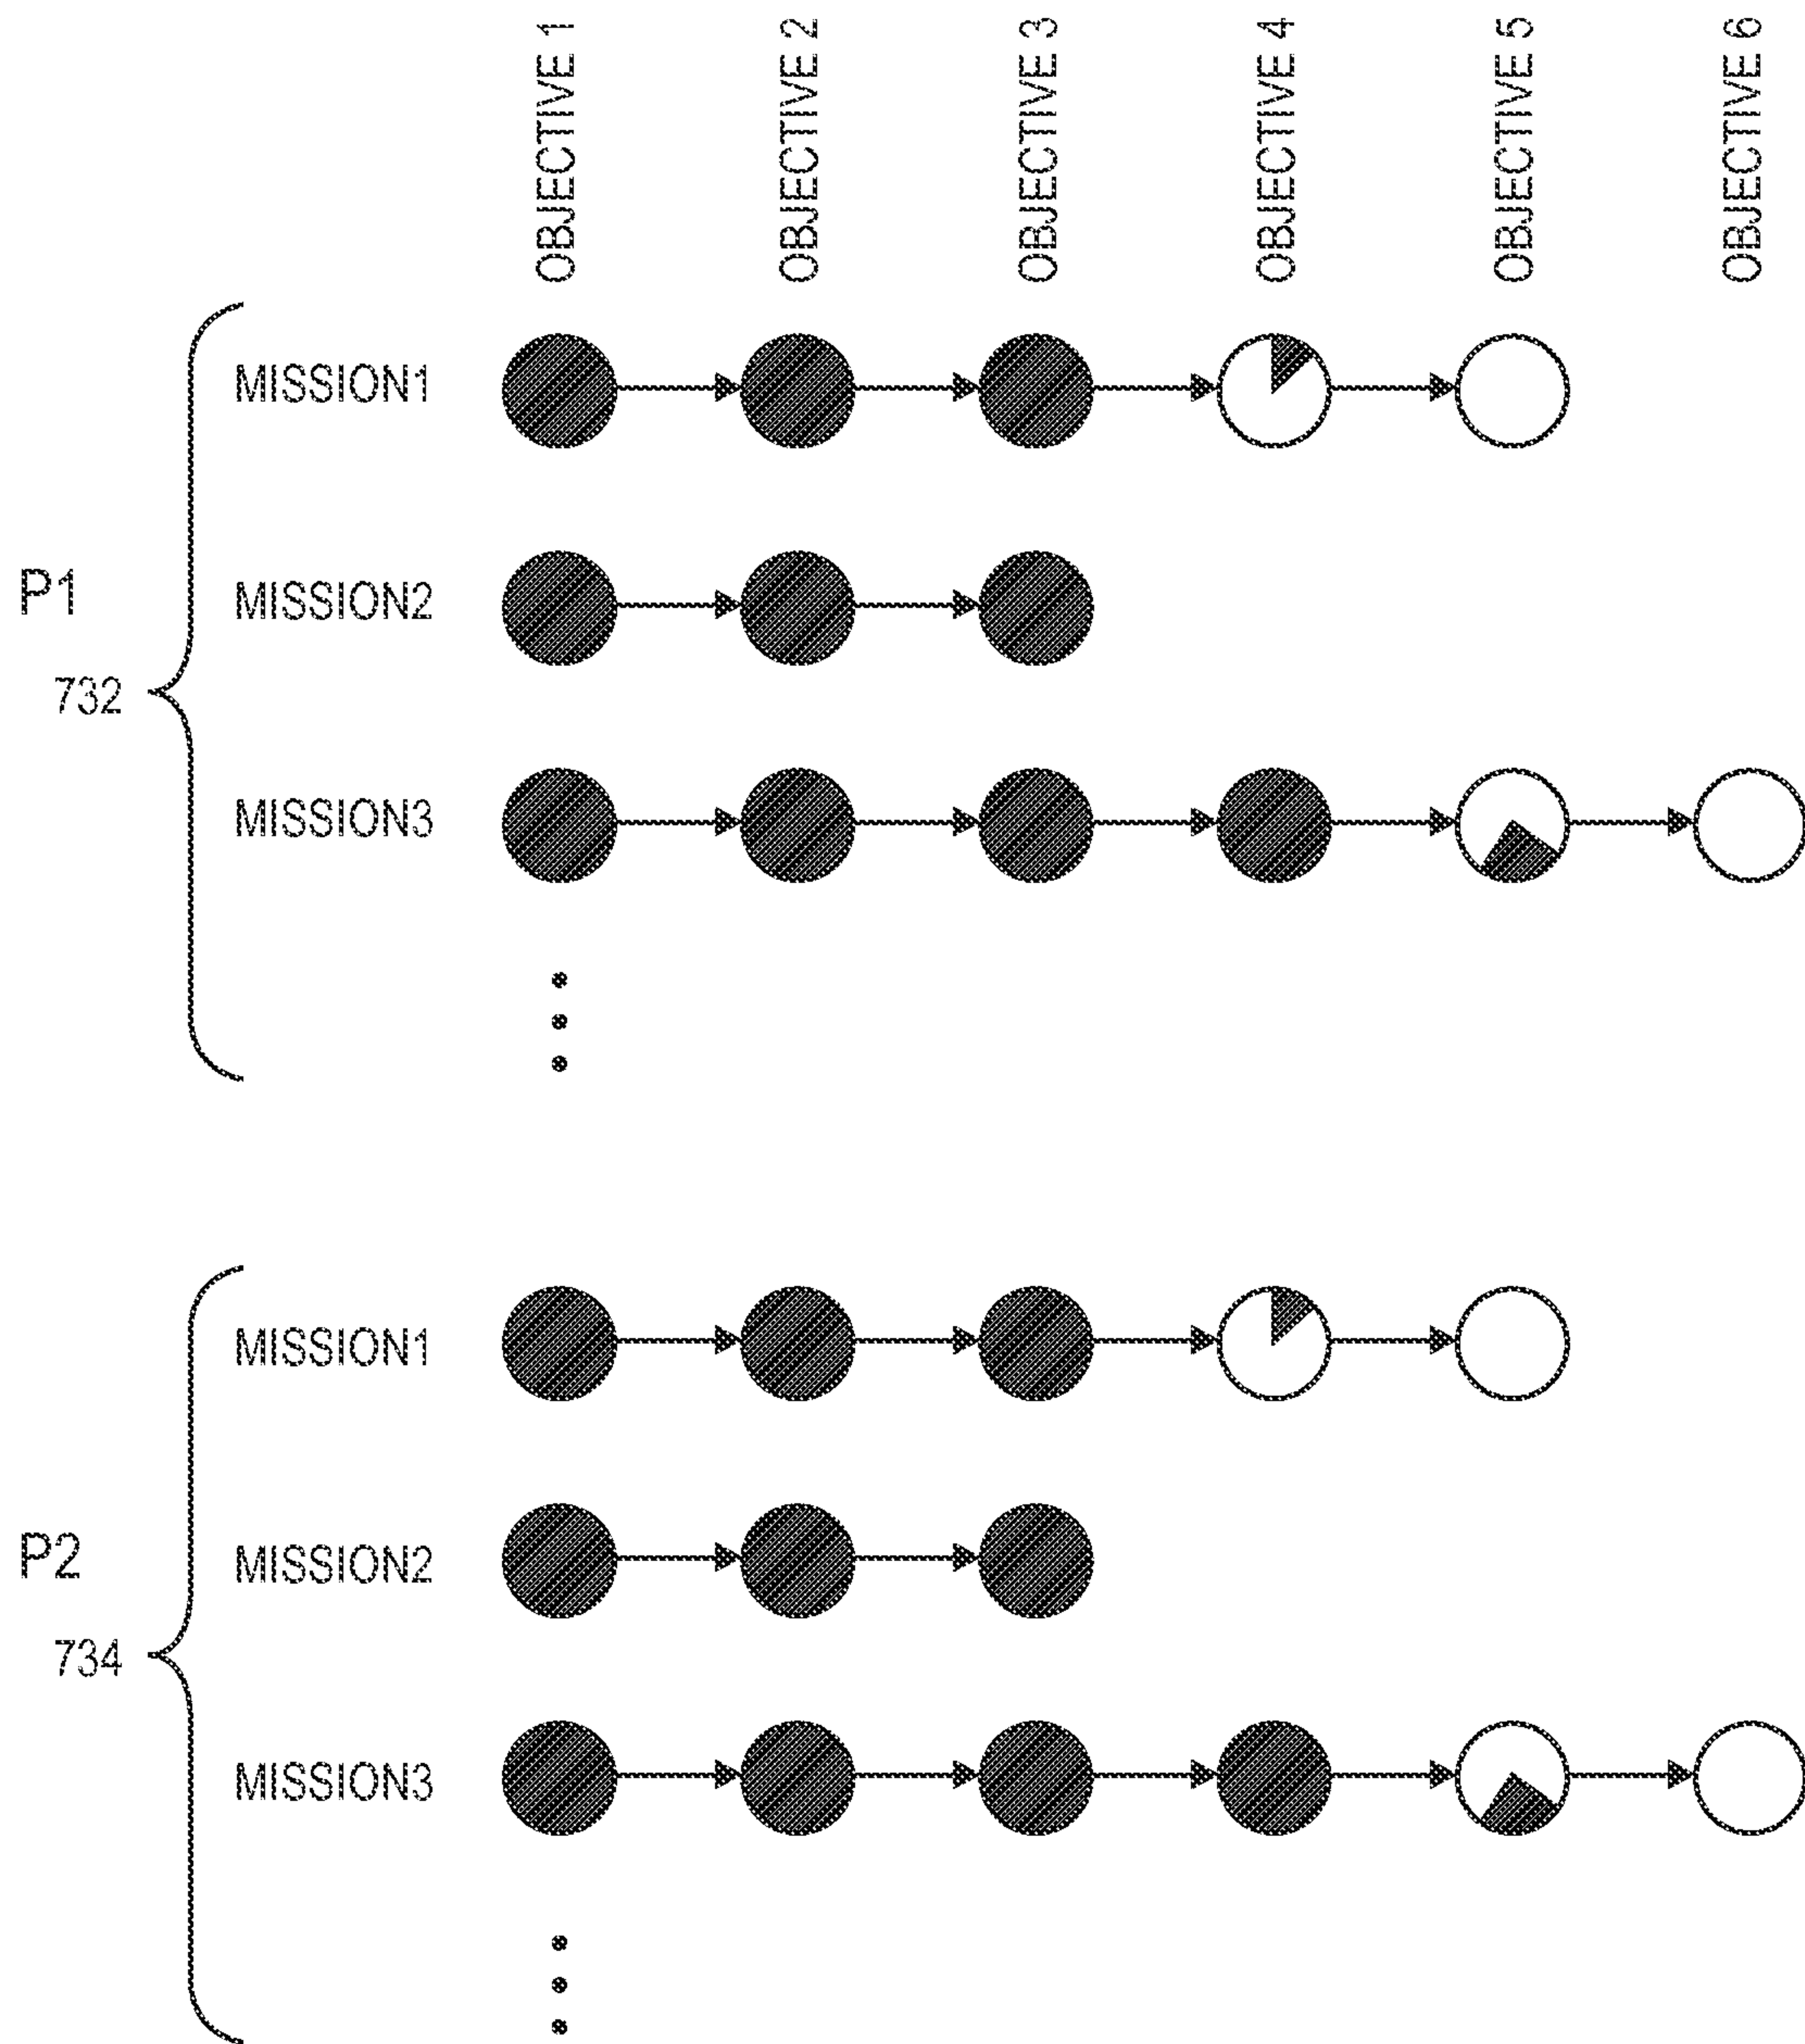 OBJECTIVE 1
OBJECTIVE 2
OBJECTIVE 3
OBJECTIVE 4
OBJECTIVE 5
OBJECTIVE 6
P1
732
MISSION1
MISSION2
MISSION3
P2
734
MISSION1
MISSION2
MISSION3